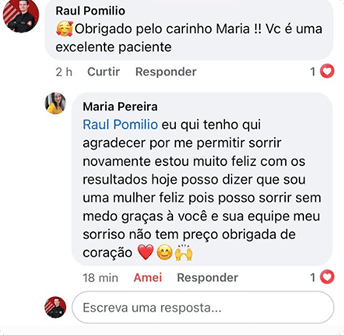 Raul Pomilio
🥰Obrigado pelo carinho Maria !! Vc é uma
excelente paciente
2 h Curtir Responder 1
Maria Pereira
Raul Pomilio eu qui tenho qui
agradecer por me permitir sorrir
novamente estou muito feliz com os
resultados hoje posso dizer que sou
uma mulher feliz pois posso sorrir sem
medo graças à você e sua equipe meu
sorriso não tem preço obrigada de
coração ❤️😊🙌
18 min Amei Responder 1
Escreva uma resposta...